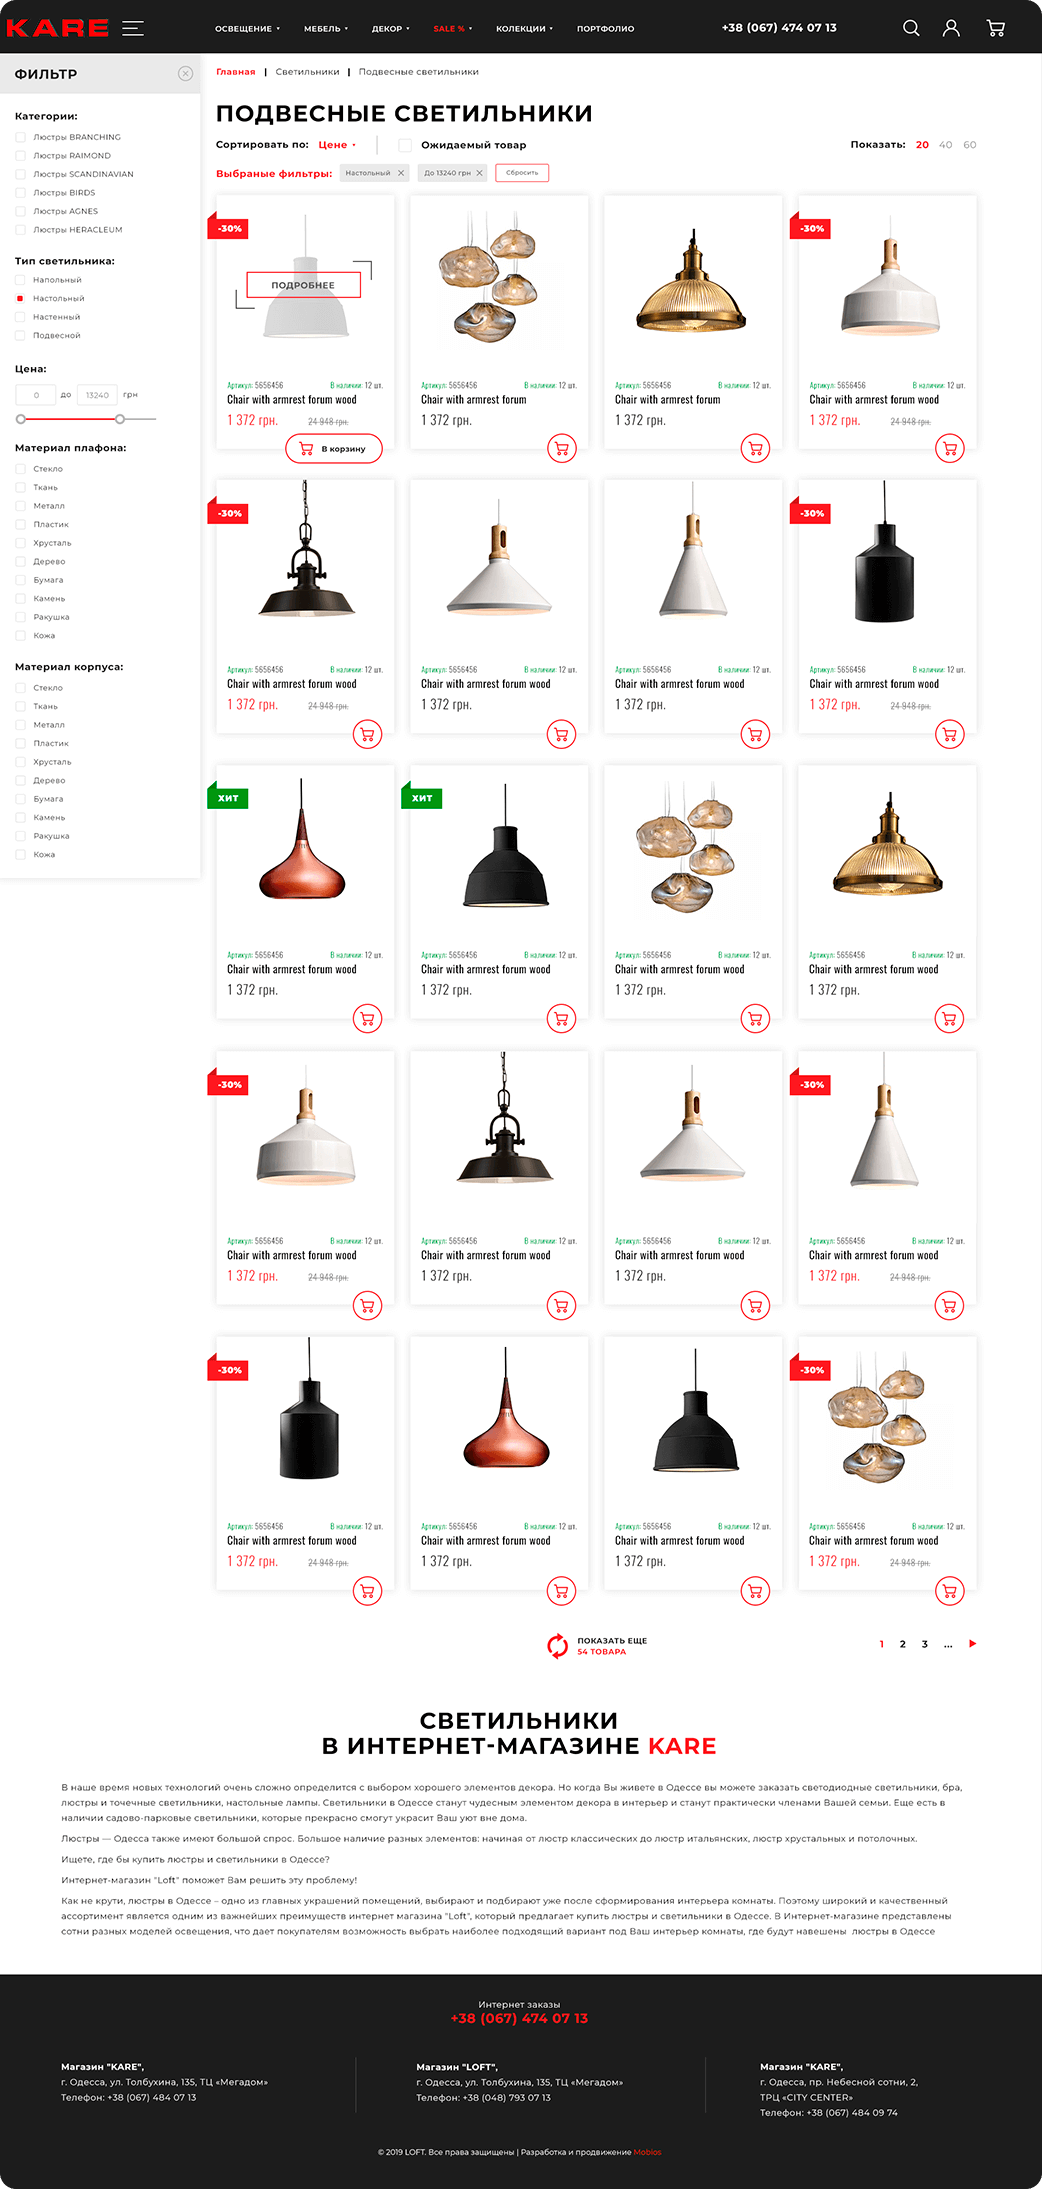 KARE
ОСВЕЩЕНИЕ
МЕБЕЛЬ
ДЕКОР
SALE %
КОЛЕКЦИИ
ПОРТФОЛИО
+38 (067) 474 07 13
ФИЛЬТР
Категории:
Люстры BRANCHING
Люстры RAIMOND
Люстры SCANDINAVIAN
Люстры BIRDS
Люстры AGNES
Люстры HERACLEUM
Тип светильника:
Напольный
Настольный
Настенный
Подвесной
Цена:
0 до 13240 грн
Материал плафона:
Стекло
Ткань
Металл
Пластик
Хрусталь
Дерево
Бумага
Камень
Ракушка
Кожа
Материал корпуса:
Стекло
Ткань
Металл
Пластик
Хрусталь
Дерево
Бумага
Камень
Ракушка
Кожа
Главная | Светильники | Подвесные светильники
ПОДВЕСНЫЕ СВЕТИЛЬНИКИ
Сортировать по: Цене
Ожидаемый товар
Показать: 20 40 60
Выбраные фильтры: Настольный До 13240 грн Сбросить
-30%
ПОДРОБНЕЕ
Артикул: 5656456 В наличии: 12 шт.
Chair with armrest forum wood
1 372 грн. 24 948 грн.
В корзину
Артикул: 5656456 В наличии: 12 шт.
Chair with armrest forum
1 372 грн.
Артикул: 5656456 В наличии: 12 шт.
Chair with armrest forum
1 372 грн.
-30%
Артикул: 5656456 В наличии: 12 шт.
Chair with armrest forum wood
1 372 грн. 24 948 грн.
-30%
Артикул: 5656456 В наличии: 12 шт.
Chair with armrest forum wood
1 372 грн. 24 948 грн.
Артикул: 5656456 В наличии: 12 шт.
Chair with armrest forum wood
1 372 грн.
Артикул: 5656456 В наличии: 12 шт.
Chair with armrest forum wood
1 372 грн.
-30%
Артикул: 5656456 В наличии: 12 шт.
Chair with armrest forum wood
1 372 грн. 24 948 грн.
ХИТ
Артикул: 5656456 В наличии: 12 шт.
Chair with armrest forum wood
1 372 грн.
ХИТ
Артикул: 5656456 В наличии: 12 шт.
Chair with armrest forum wood
1 372 грн.
Артикул: 5656456 В наличии: 12 шт.
Chair with armrest forum wood
1 372 грн.
Артикул: 5656456 В наличии: 12 шт.
Chair with armrest forum wood
1 372 грн.
-30%
Артикул: 5656456 В наличии: 12 шт.
Chair with armrest forum wood
1 372 грн. 24 948 грн.
Артикул: 5656456 В наличии: 12 шт.
Chair with armrest forum wood
1 372 грн.
Артикул: 5656456 В наличии: 12 шт.
Chair with armrest forum wood
1 372 грн.
-30%
Артикул: 5656456 В наличии: 12 шт.
Chair with armrest forum wood
1 372 грн. 24 948 грн.
-30%
Артикул: 5656456 В наличии: 12 шт.
Chair with armrest forum wood
1 372 грн. 24 948 грн.
Артикул: 5656456 В наличии: 12 шт.
Chair with armrest forum wood
1 372 грн.
Артикул: 5656456 В наличии: 12 шт.
Chair with armrest forum wood
1 372 грн.
-30%
Артикул: 5656456 В наличии: 12 шт.
Chair with armrest forum wood
1 372 грн. 24 948 грн.
ПОКАЗАТЬ ЕЩЕ
54 ТОВАРА
1 2 3 ...
СВЕТИЛЬНИКИ
В ИНТЕРНЕТ-МАГАЗИНЕ KARE
В наше время новых технологий очень сложно определится с выбором хорошего элементов декора. Но когда Вы живете в Одессе вы можете заказать светодиодные светильники, бра,
люстры и точечные светильники, настольные лампы. Светильники в Одессе станут чудесным элементом декора в интерьер и станут практически членами Вашей семьи. Еще есть в
наличии садово-парковые светильники, которые прекрасно смогут украсит Ваш уют вне дома.
Люстры — Одесса также имеют большой спрос. Большое наличие разных элементов: начиная от люстр классических до люстр итальянских, люстр хрустальных и потолочных.
Ищете, где бы купить люстры и светильники в Одессе?
Интернет-магазин "Loft" поможет Вам решить эту проблему!
Как не крути, люстры в Одессе – одно из главных украшений помещений, выбирают и подбирают уже после сформирования интерьера комнаты. Поэтому широкий и качественный
ассортимент является одним из важнейших преимуществ интернет магазина "Loft", который предлагает купить люстры и светильники в Одессе. В Интернет-магазине представлены
сотни разных моделей освещения, что дает покупателям возможность выбрать наиболее подходящий вариант под Ваш интерьер комнаты, где будут навешены люстры в Одессе
Интернет заказы
+38 (067) 474 07 13
Магазин "KARE",
г. Одесса, ул. Толбухина, 135, ТЦ «Мегадом»
Телефон: +38 (067) 484 07 13
Магазин "LOFT",
г. Одесса, ул. Толбухина, 135, ТЦ «Мегадом»
Телефон: +38 (048) 793 07 13
Магазин "KARE",
г. Одесса, пр. Небесной сотни, 2,
ТРЦ «CITY CENTER»
Телефон: +38 (067) 484 09 74
© 2019 LOFT. Все права защищены | Разработка и продвижение Mobios